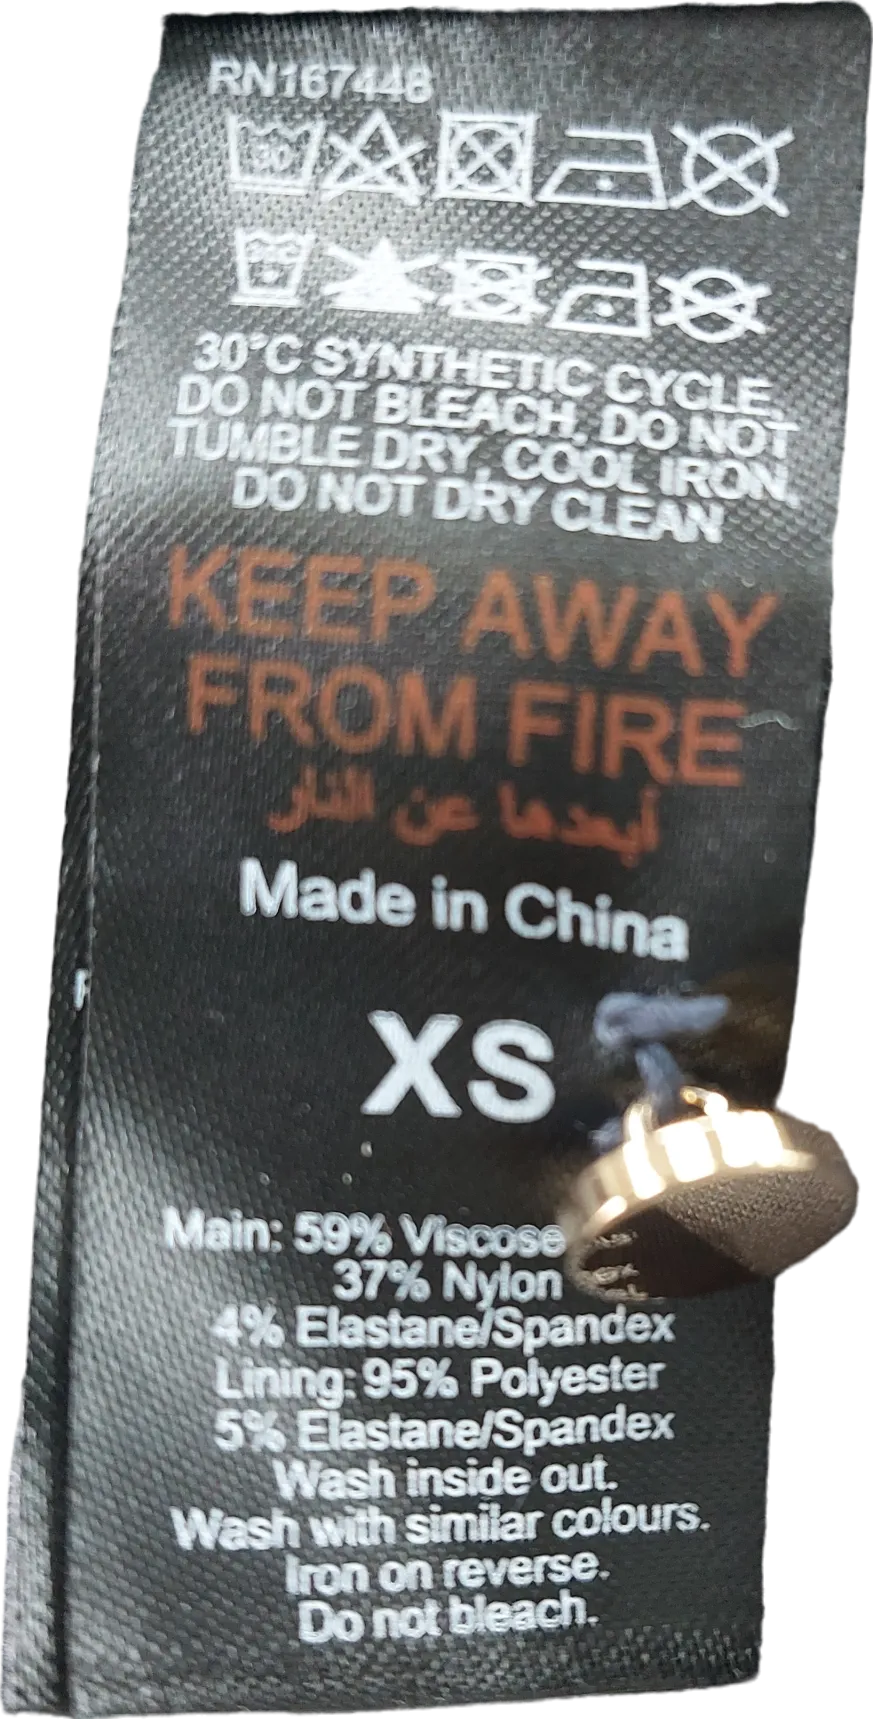 RN167448
30
30°C SYNTHETIC CYCLE,
DO NOT BLEACH, DO NOT
TUMBLE DRY, COOL IRON,
DO NOT DRY CLEAN
KEEP AWAY
FROM FIRE
أبعدها عن النار
Made in China
XS
Main: 59% Viscose
37% Nylon
4% Elastane/Spandex
Lining: 95% Polyester
5% Elastane/Spandex
Wash inside out.
Wash with similar colours.
Iron on reverse.
Do not bleach.